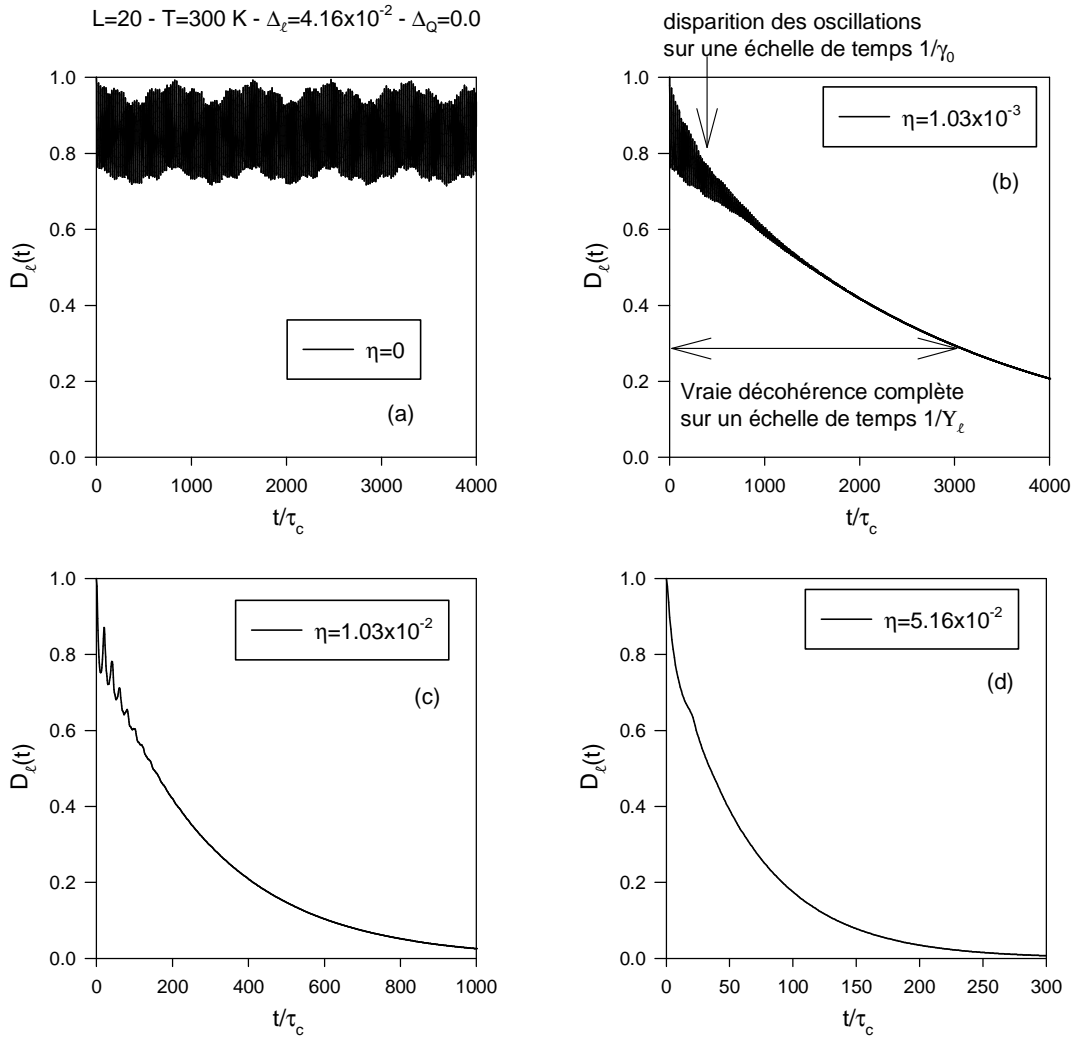 L=20 - T=300 K - Δℓ=4.16x10⁻² - ΔQ=0.0
disparition des oscillations
sur une échelle de temps 1/γ₀
1.0
0.8
0.6
0.4
0.2
0.0
Dℓ(t)
η=0
(a)
0 1000 2000 3000 4000
t/τc
1.0
0.8
0.6
0.4
0.2
0.0
Dℓ(t)
η=1.03x10⁻³
(b)
Vraie décohérence complète
sur un échelle de temps 1/ϒℓ
0 1000 2000 3000 4000
t/τc
1.0
0.8
0.6
0.4
0.2
0.0
Dℓ(t)
η=1.03x10⁻²
(c)
0 200 400 600 800 1000
t/τc
1.0
0.8
0.6
0.4
0.2
0.0
Dℓ(t)
η=5.16x10⁻²
(d)
0 50 100 150 200 250 300
t/τc